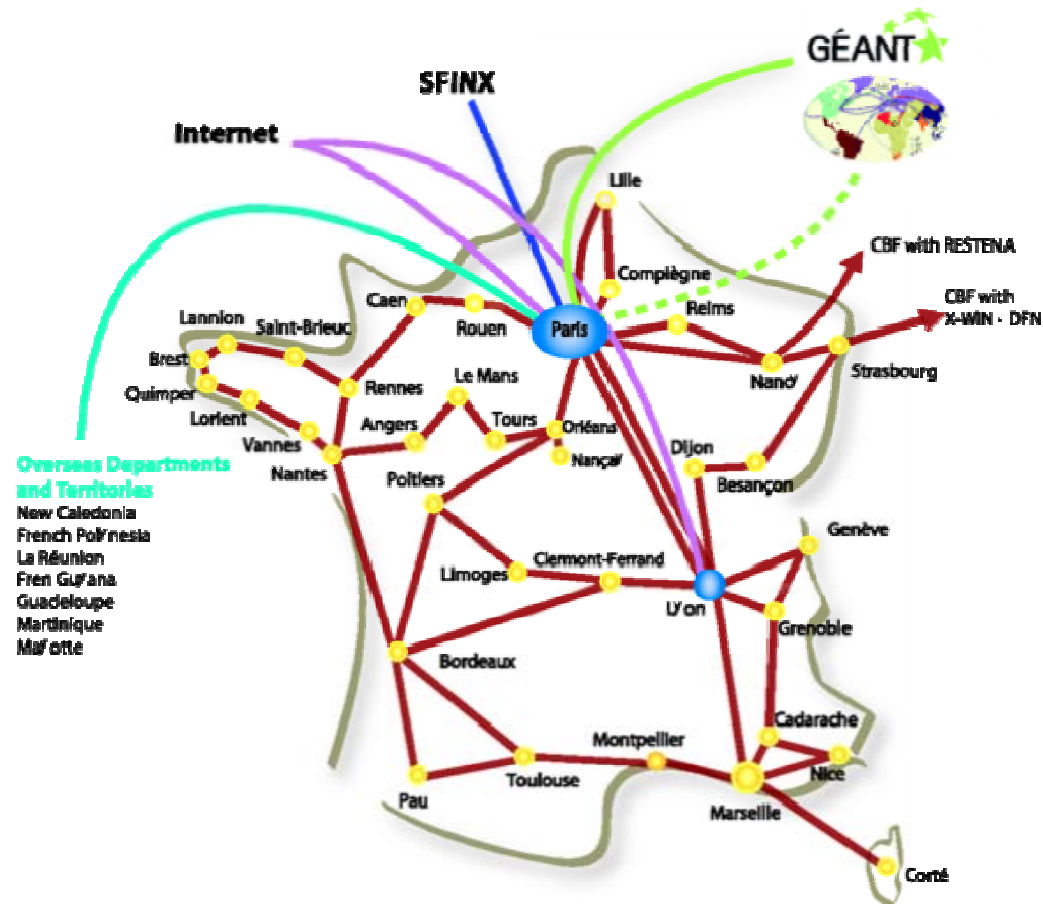 GÉANT
SFINX
Internet
Lille
CBF with RESTENA
Compiègne
CBF with
X-WIN - DFN
Caen
Reims
Rouen
Paris
Lannion
Saint-Brieuc
Brest
Nancy
Strasbourg
Quimper
Rennes
Le Mans
Lorient
Angers
Tours
Orléans
Vannes
Dijon
Nançay
Nantes
Poitiers
Besançon
Overseas Departments
and Territories
New Caledonia
French Polynesia
La Réunion
Fren Guyana
Guadeloupe
Martinique
Mayotte
Genève
Clermont-Ferrand
Limoges
Lyon
Grenoble
Bordeaux
Cadarache
Montpellier
Nice
Toulouse
Pau
Marseille
Corté